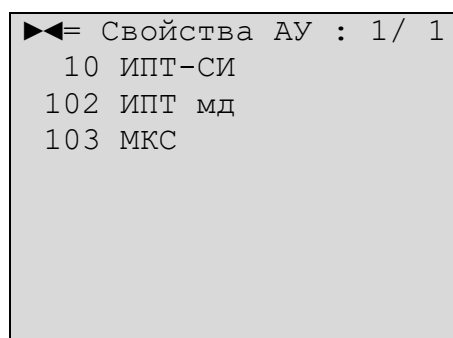 ►◄= Свойства АУ : 1/ 1
10 ИПТ-СИ
102 ИПТ мд
103 МКС